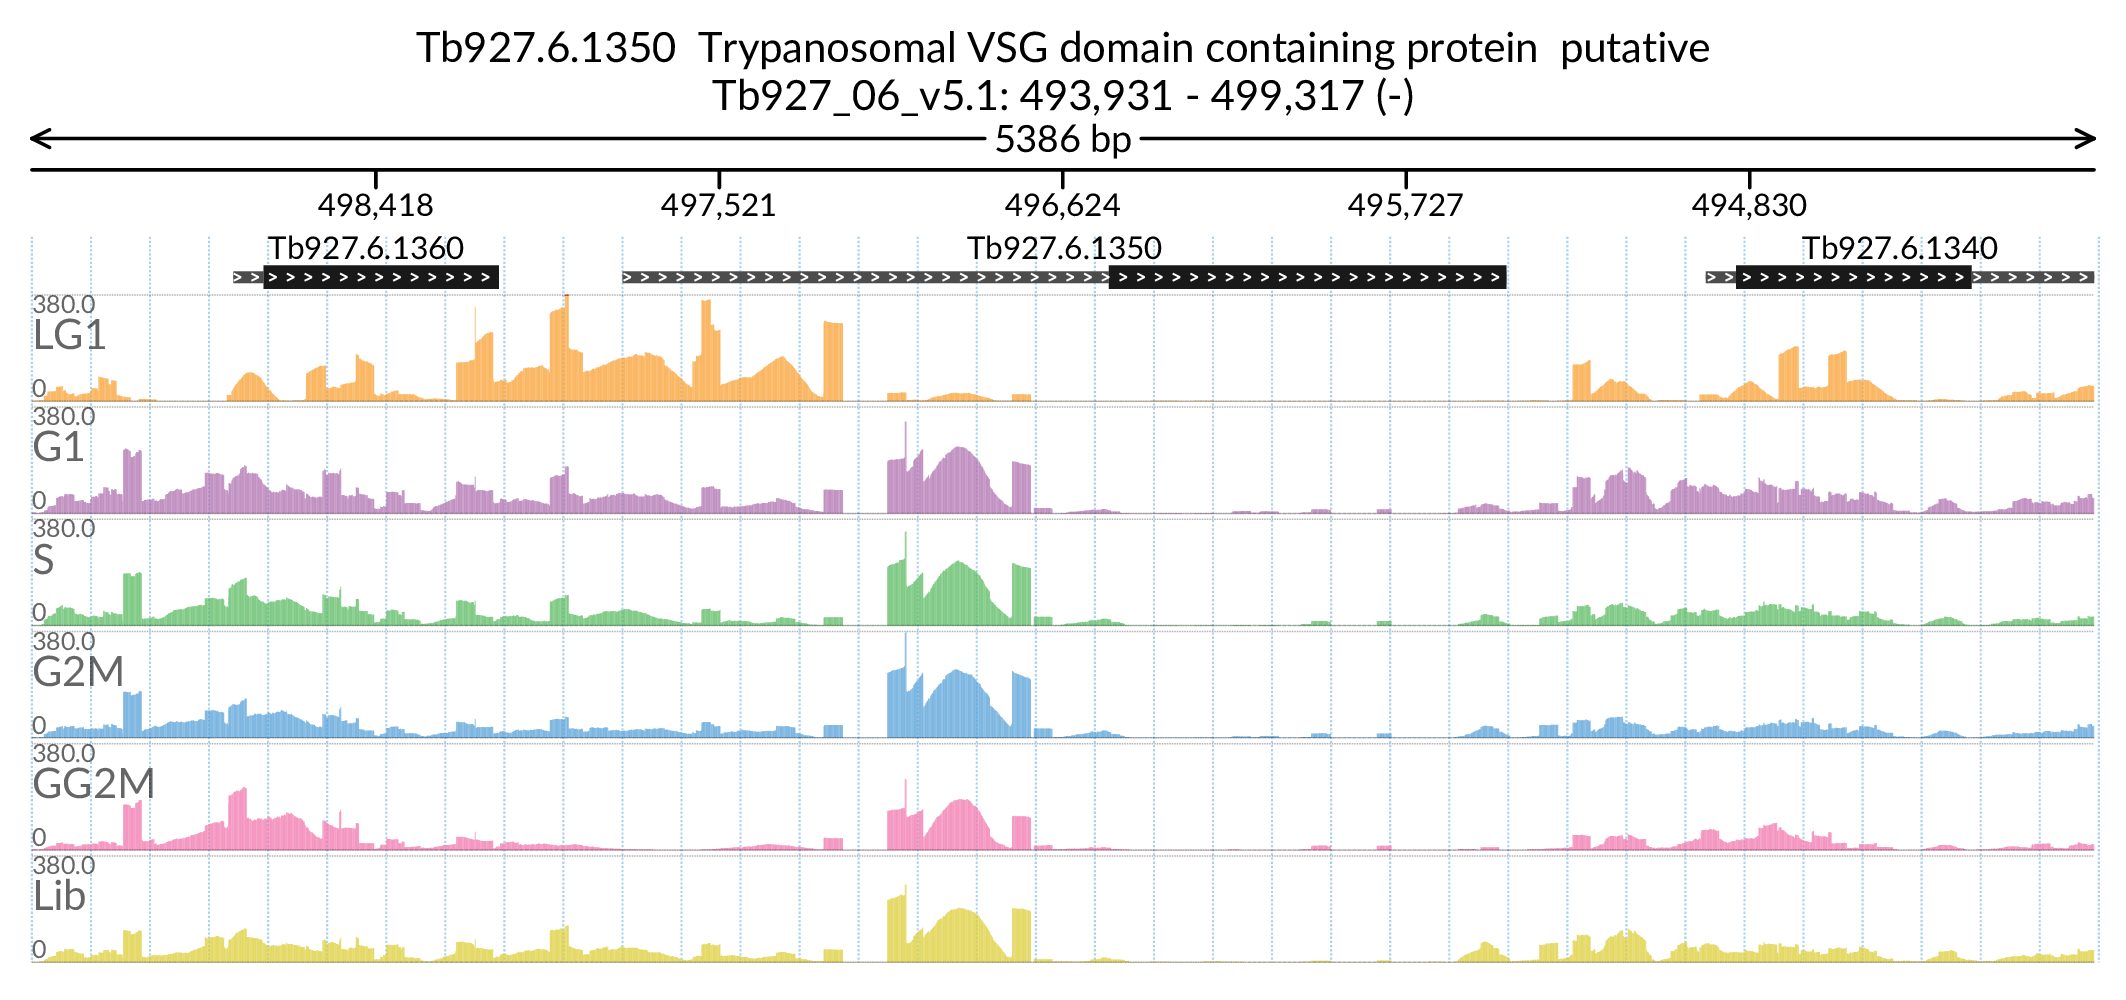 Tb927.6.1350  Trypanosomal VSG domain containing protein  putative
Tb927_06_v5.1: 493,931 - 499,317 (-)
5386 bp
498,418 497,521 496,624 495,727 494,830
Tb927.6.1360 Tb927.6.1350 Tb927.6.1340
380.0
LG1
0
380.0
G1
0
380.0
S
0
380.0
G2M
0
380.0
GG2M
0
380.0
Lib
0